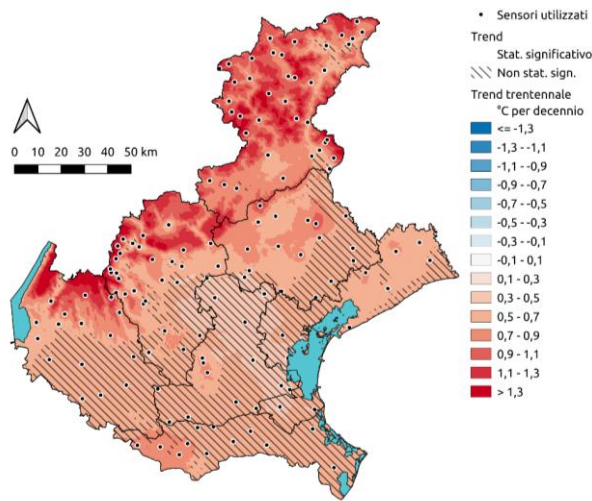 Sensori utilizzati
Trend
Stat. significativo
Non stat. sign.
Trend trentennale
°C per decennio
<= -1,3
-1,3 - -1,1
-1,1 - -0,9
-0,9 - -0,7
-0,7 - -0,5
-0,5 - -0,3
-0,3 - -0,1
-0,1 - 0,1
0,1 - 0,3
0,3 - 0,5
0,5 - 0,7
0,7 - 0,9
0,9 - 1,1
1,1 - 1,3
> 1,3
0 10 20 30 40 50 km